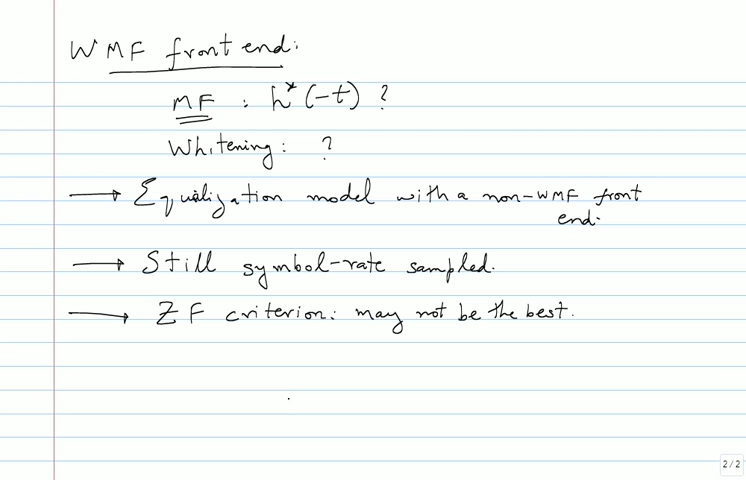 WMF front end:
MF : h*(-t) ?
Whitening: ?
→ Equalization model with a non-WMF front
end.
→ Still symbol-rate sampled.
→ ZF criterion: may not be the best.
2/2